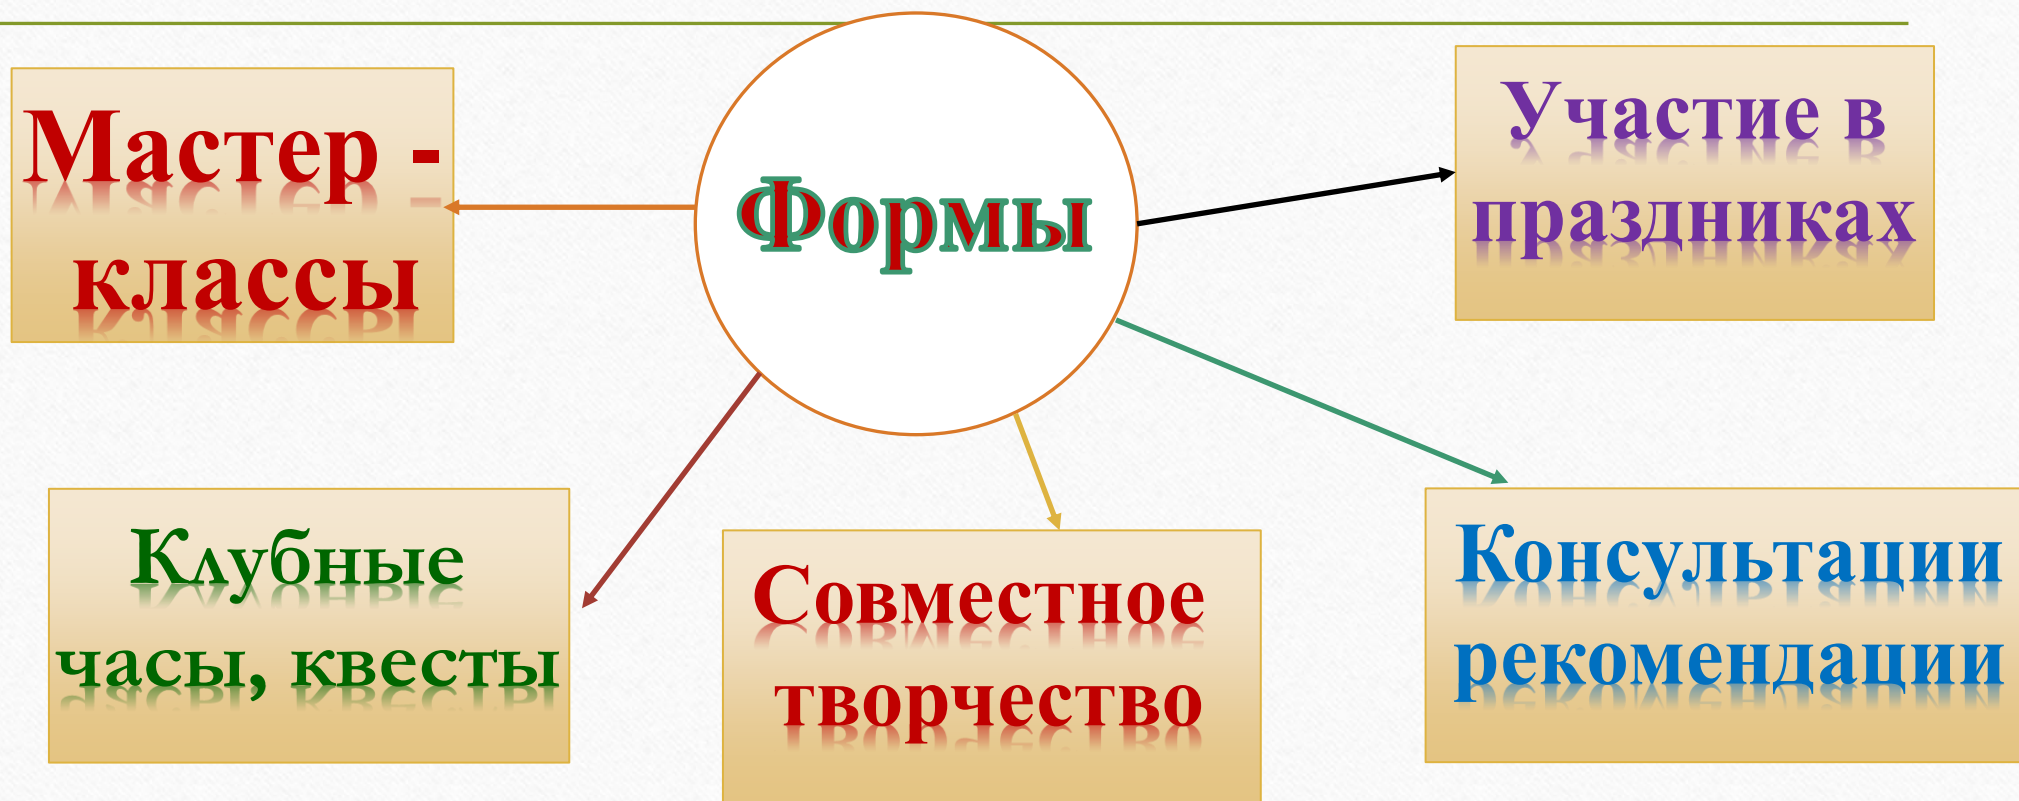 Формы
Мастер -
классы
Участие в
праздниках
Клубные
часы, квесты
Совместное
творчество
Консультации
рекомендации